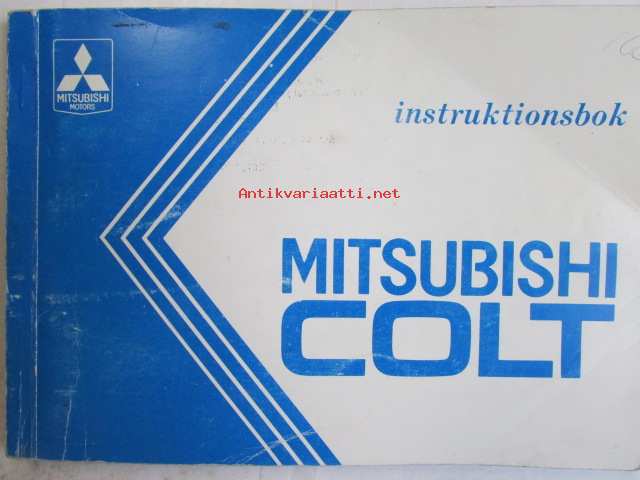 MITSUBISHI
MOTORS
instruktionsbok
Antikvariaatti.net
MITSUBISHI
COLT